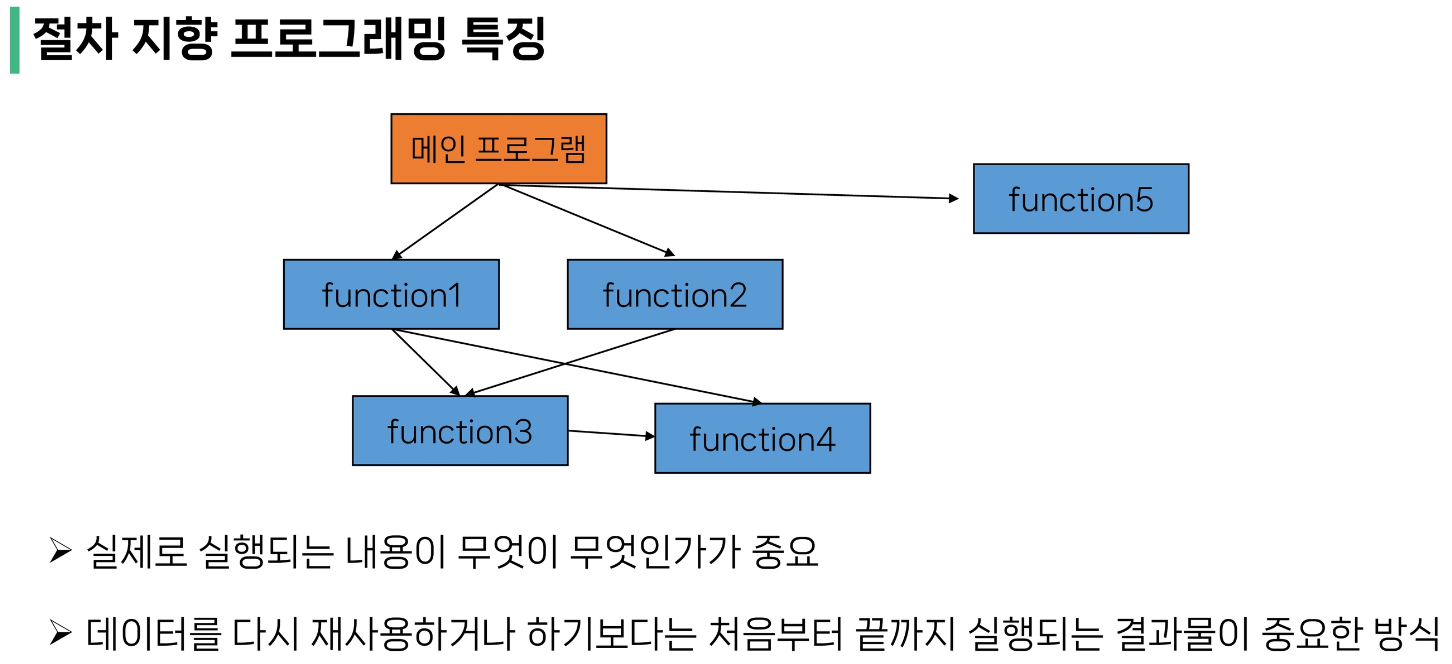 절차 지향 프로그래밍 특징
메인 프로그램
function5
function1
function2
function3
function4
➢ 실제로 실행되는 내용이 무엇이 무엇인가가 중요
➢ 데이터를 다시 재사용하거나 하기보다는 처음부터 끝까지 실행되는 결과물이 중요한 방식